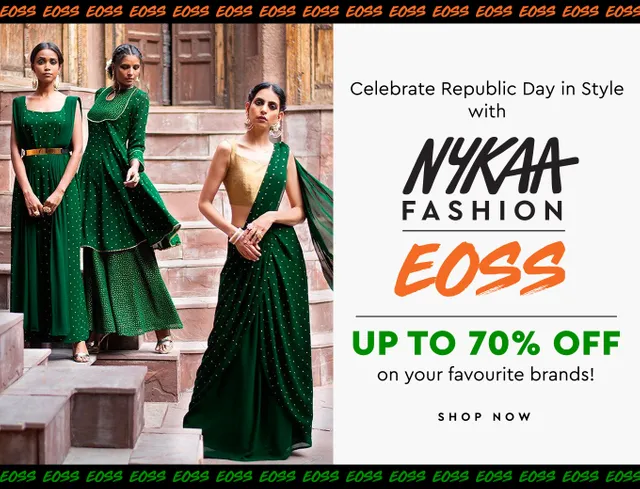 EOSS EOSS EOSS EOSS EOSS EOSS EOSS EOSS EOSS EOSS EOSS EOSS EOSS EOSS
Celebrate Republic Day in Style
with
NYKAA
FASHION
EOSS
UP TO 70% OFF
on your favourite brands!
SHOP NOW
EOSS EOSS EOSS EOSS EOSS EOSS EOSS EOSS EOSS EOSS EOSS EOSS EOSS EOSS